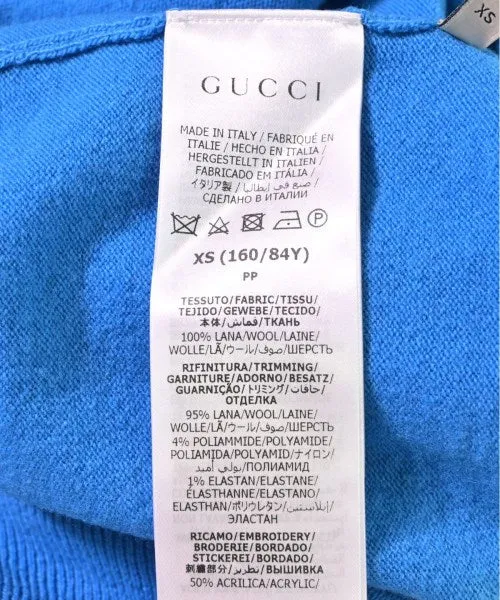 XS
GUCCI
MADE IN ITALY / FABRIQUÉ EN
ITALIE / HECHO EN ITALIA /
HERGESTELLT IN ITALIEN /
FABRICADO EM ITÁLIA /
イタリア製 / صنع في إيطاليا /
СДЕЛАНО В ИТАЛИИ
P
XS (160/84Y)
PP
TESSUTO/FABRIC/TISSU/
TEJIDO/GEWEBE/TECIDO/
本体/قماش/ТКАНЬ
100% LANA/WOOL/LAINE/
WOLLE/LÃ/ウール/صوف/ШЕРСТЬ
RIFINITURA/TRIMMING/
GARNITURE/ADORNO/BESATZ/
GUARNIÇÃO/トリミング/حافات/
ОТДЕЛКА
95% LANA/WOOL/LAINE/
WOLLE/LÃ/ウール/صوف/ШЕРСТЬ
4% POLIAMMIDE/POLYAMIDE/
POLIAMIDA/POLYAMID/ナイロン/
بولي أميد/ПОЛИАМИД
1% ELASTAN/ELASTANE/
ÉLASTHANNE/ELASTANO/
ELASTHAN/ポリウレタン/إيلاستين/
ЭЛАСТАН
RICAMO/EMBROIDERY/
BRODERIE/BORDADO/
STICKEREI/BORDADO/
刺繍部分/تطريز/ВЫШИВКА
50% ACRILICA/ACRYLIC/